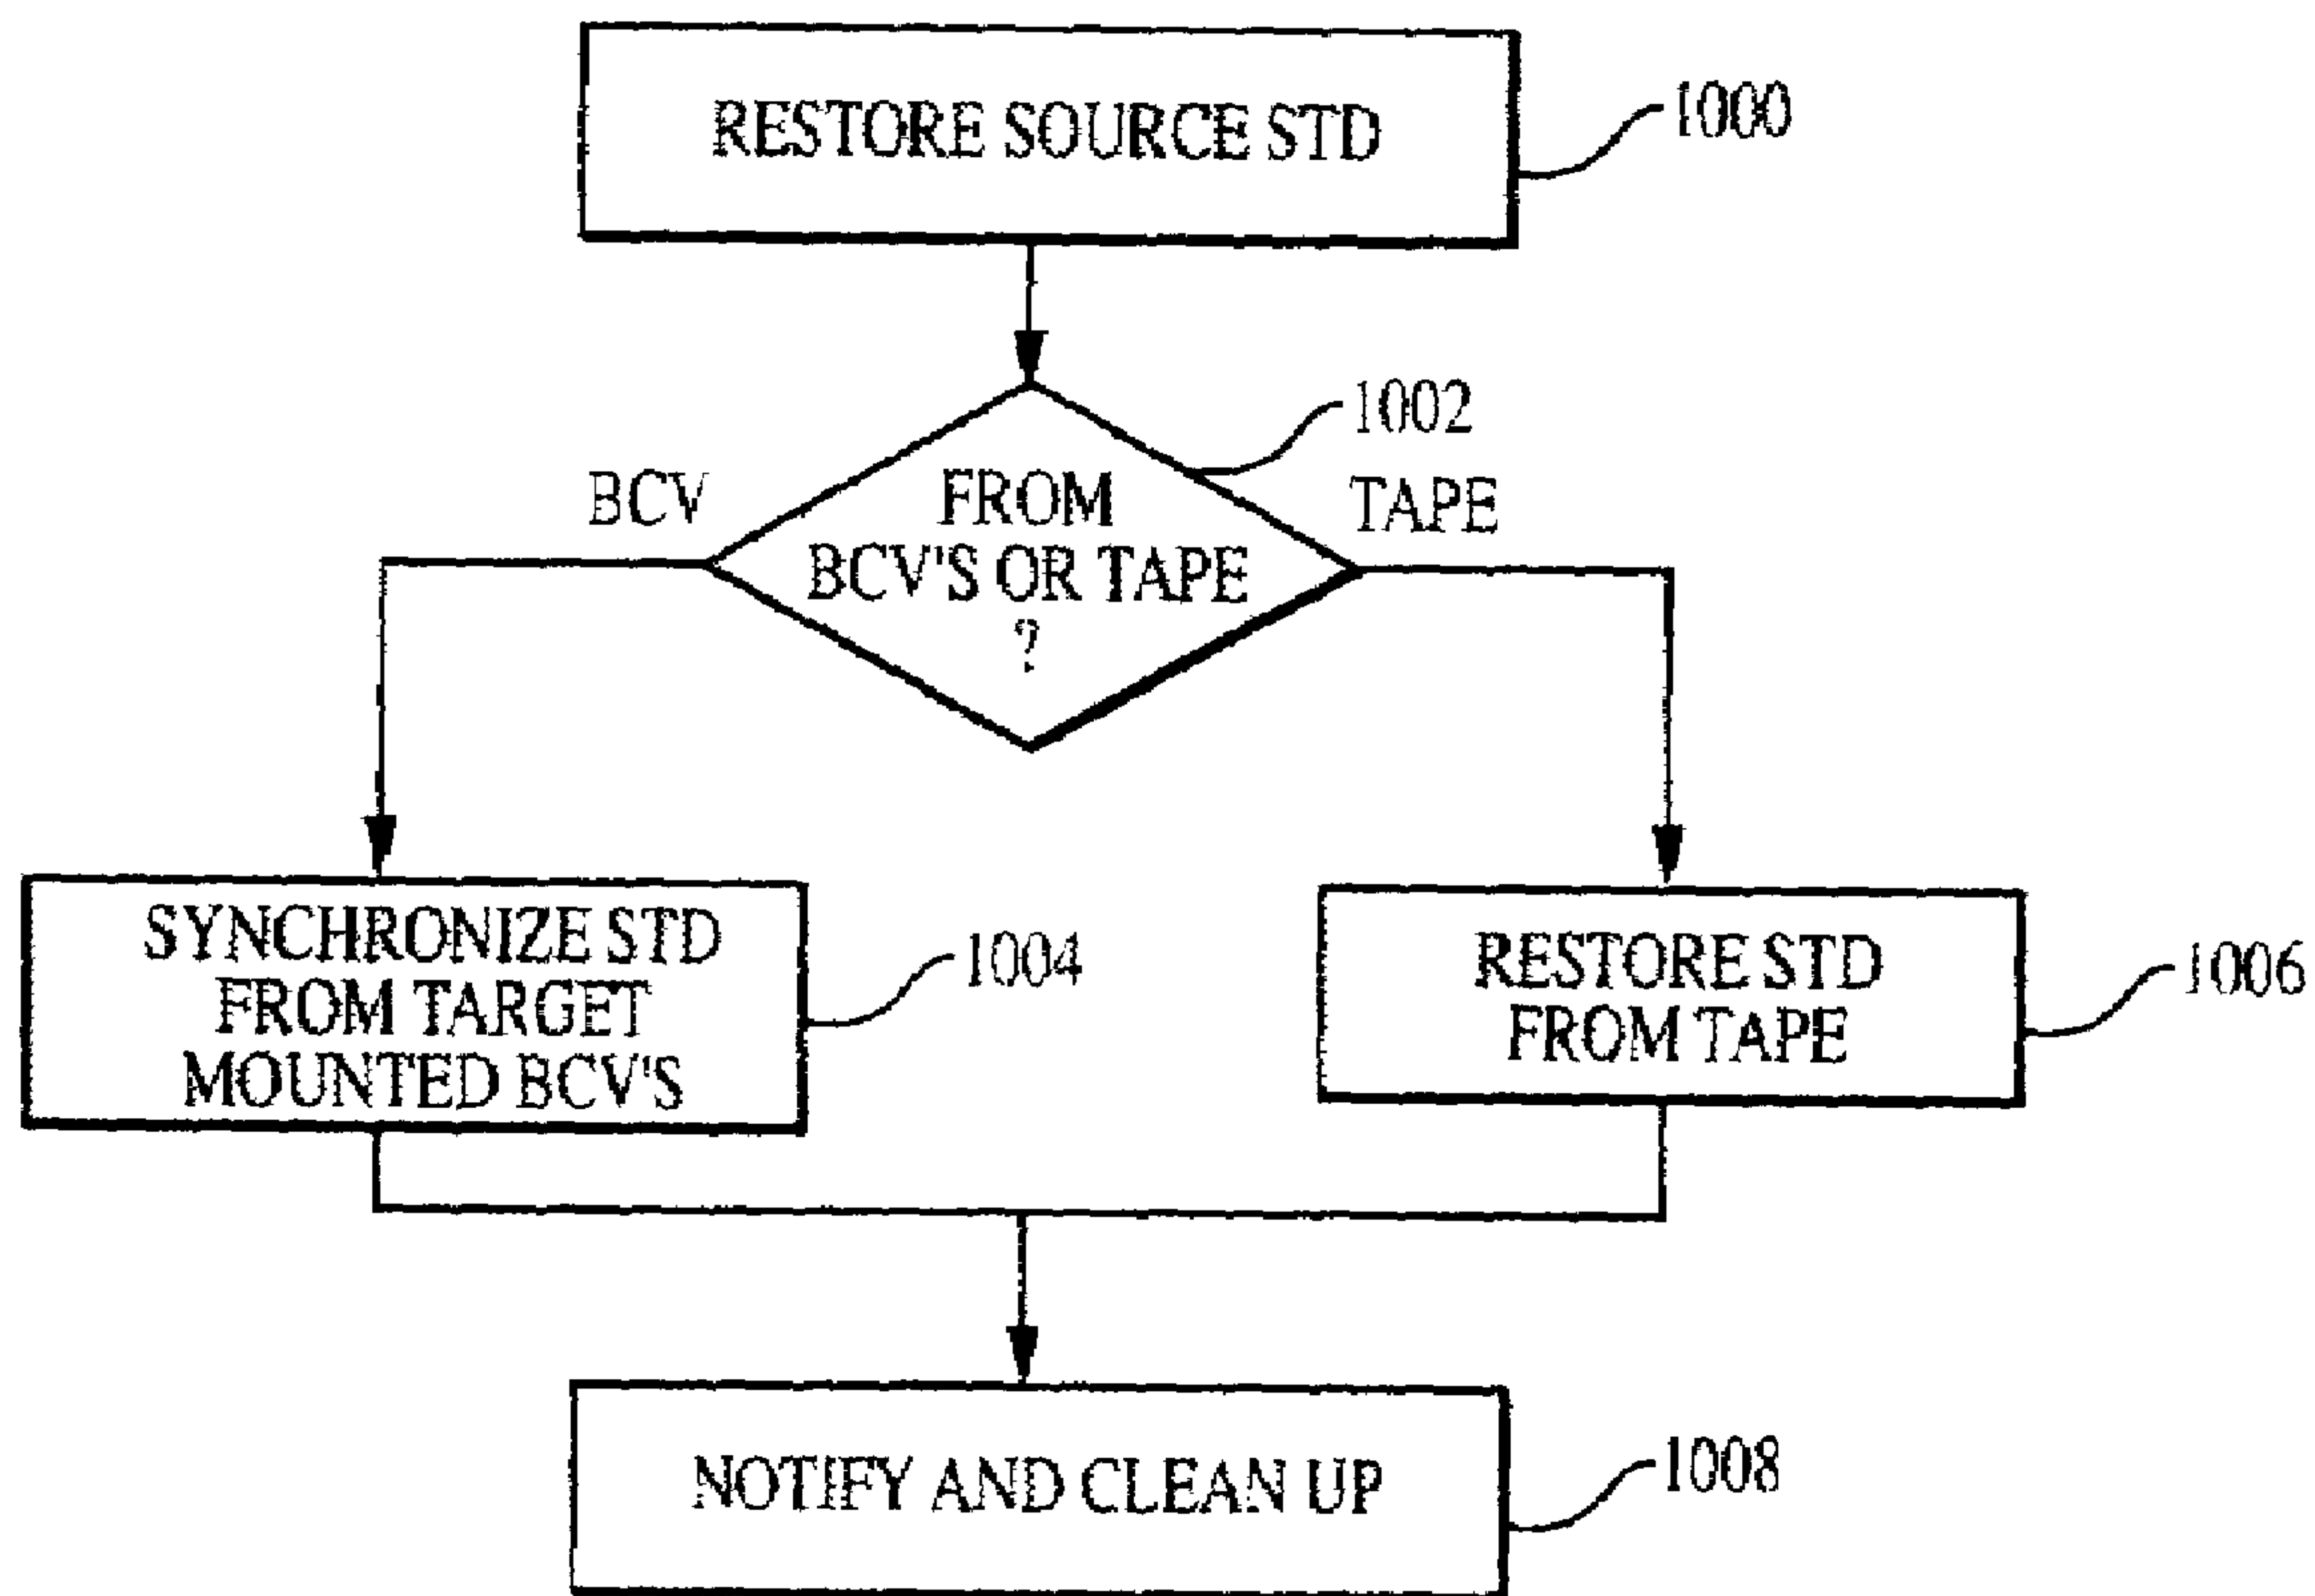 RESTORE SOURCE STD
1000
1002
BCV
FROM
BCV'S OR TAPE
?
TAPE
SYNCHRONIZE STD
FROM TARGET
MOUNTED BCV'S
1004
RESTORE STD
FROM TAPE
1006
NOTIFY AND CLEAN UP
1008